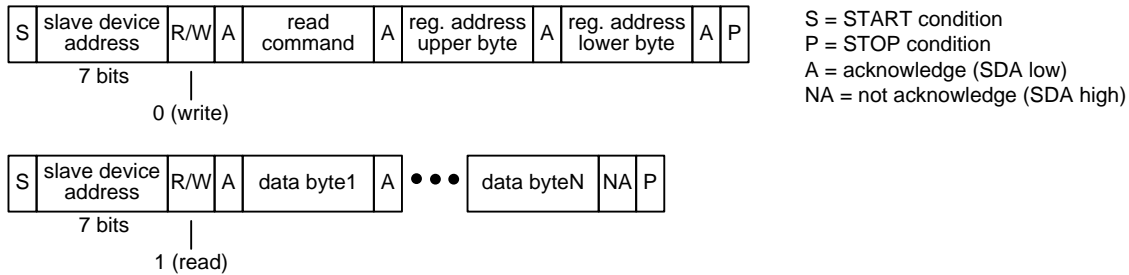 S slave device address R/W A read command A reg. address upper byte A reg. address lower byte A P
7 bits
0 (write)
S = START condition
P = STOP condition
A = acknowledge (SDA low)
NA = not acknowledge (SDA high)
S slave device address R/W A data byte1 A ••• data byteN NA P
7 bits
1 (read)